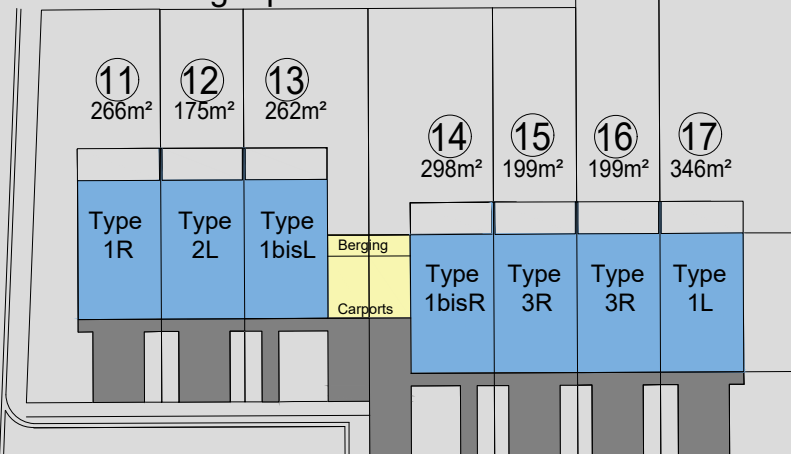 11
266m²
12
175m²
13
262m²
14
298m²
15
199m²
16
199m²
17
346m²
Type
1R
Type
2L
Type
1bisL
Berging
Carports
Type
1bisR
Type
3R
Type
3R
Type
1L